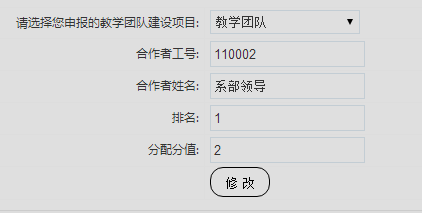 请选择您申报的教学团队建设项目: 教学团队
合作者工号: 110002
合作者姓名: 系部领导
排名: 1
分配分值: 2
修 改